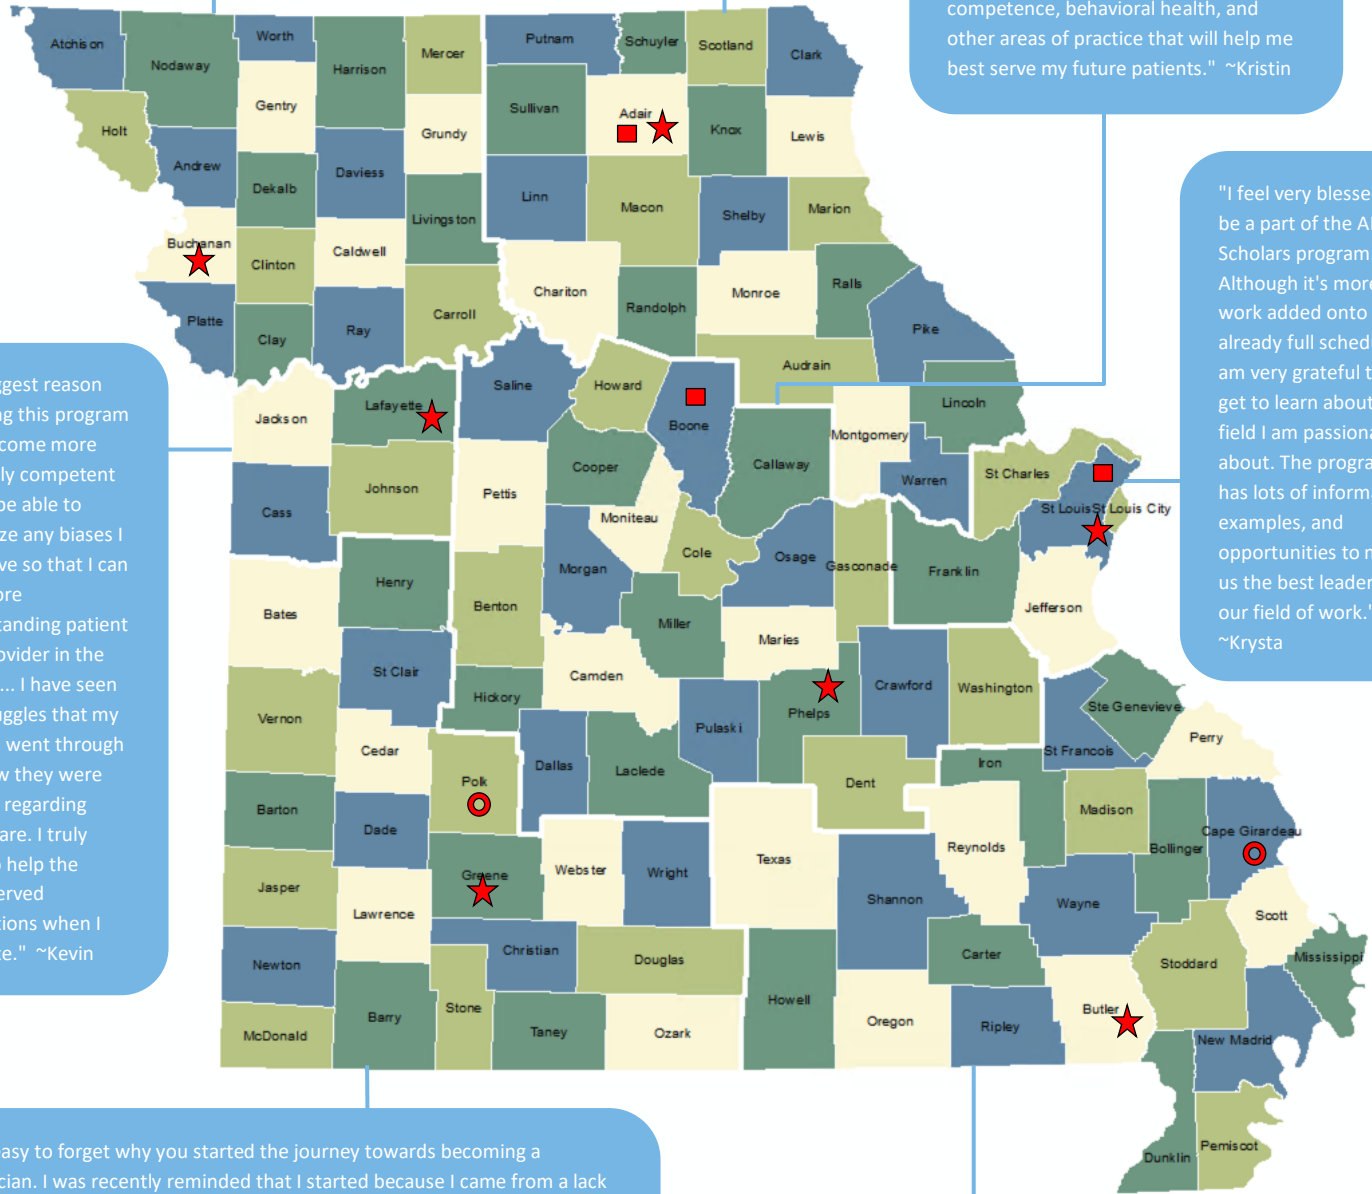 competence, behavioral health, and
other areas of practice that will help me
best serve my future patients." ~Kristin
Atchison
Nodaway
Worth
Harrison
Mercer
Putnam
Schuyler
Scotland
Clark
Gentry
Holt
Sullivan
Adair
Knox
Lewis
Grundy
Andrew
Dekalb
Daviess
Linn
Macon
Shelby
Marion
Livingston
Buchanan
Clinton
Caldwell
Chariton
Randolph
Monroe
Ralls
Platte
Clay
Ray
Carroll
Pike
Audrain
Saline
Howard
Jackson
Lafayette
Boone
Lincoln
Montgomery
Cooper
Callaway
Johnson
Pettis
St Charles
Warren
Cass
Moniteau
St Louis
St Louis City
Cole
Osage
Gasconade
Franklin
Morgan
Henry
Benton
Jefferson
Bates
Miller
Maries
St Clair
Camden
Crawford
Washington
Hickory
Phelps
Ste Genevieve
Vernon
Pulaski
Perry
Cedar
St Francois
Dallas
Laclede
Iron
Polk
Dent
Barton
Madison
Dade
Cape Girardeau
Reynolds
Bollinger
Texas
Webster
Wright
Greene
Jasper
Shannon
Wayne
Lawrence
Scott
Christian
Carter
Mississippi
Newton
Douglas
Stoddard
Howell
Butler
Stone
Barry
Oregon
Ripley
Taney
Ozark
McDonald
New Madrid
Pemiscot
Dunklin
"I feel very blesse
be a part of the A
Scholars program
Although it's more
work added onto
already full sched
am very grateful t
get to learn about
field I am passiona
about. The progra
has lots of informa
examples, and
opportunities to m
us the best leader
our field of work."
~Krysta
ggest reason
ng this program
come more
ly competent
be able to
ze any biases I
ve so that I can
ore
tanding patient
ovider in the
... I have seen
uggles that my
went through
w they were
regarding
are. I truly
o help the
erved
tions when I
te." ~Kevin
easy to forget why you started the journey towards becoming a
cian. I was recently reminded that I started because I came from a lack